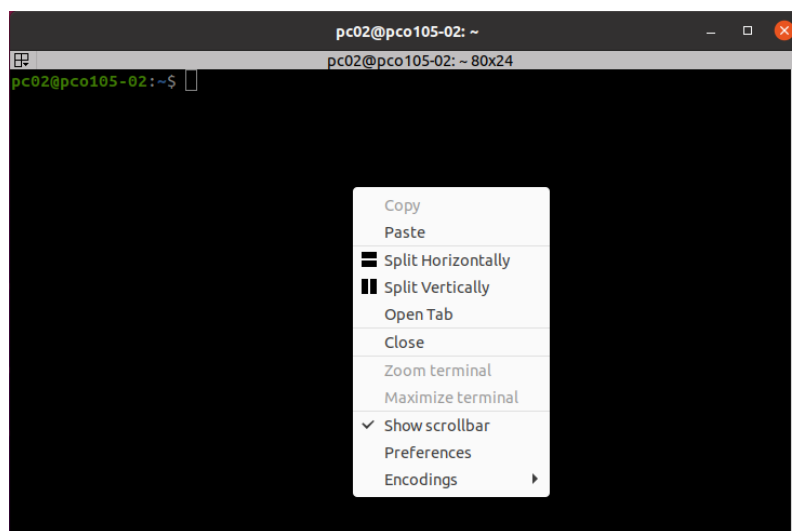 pc02@pco105-02: ~
pc02@pco105-02: ~ 80x24
pc02@pco105-02:~$
Copy
Paste
Split Horizontally
Split Vertically
Open Tab
Close
Zoom terminal
Maximize terminal
Show scrollbar
Preferences
Encodings